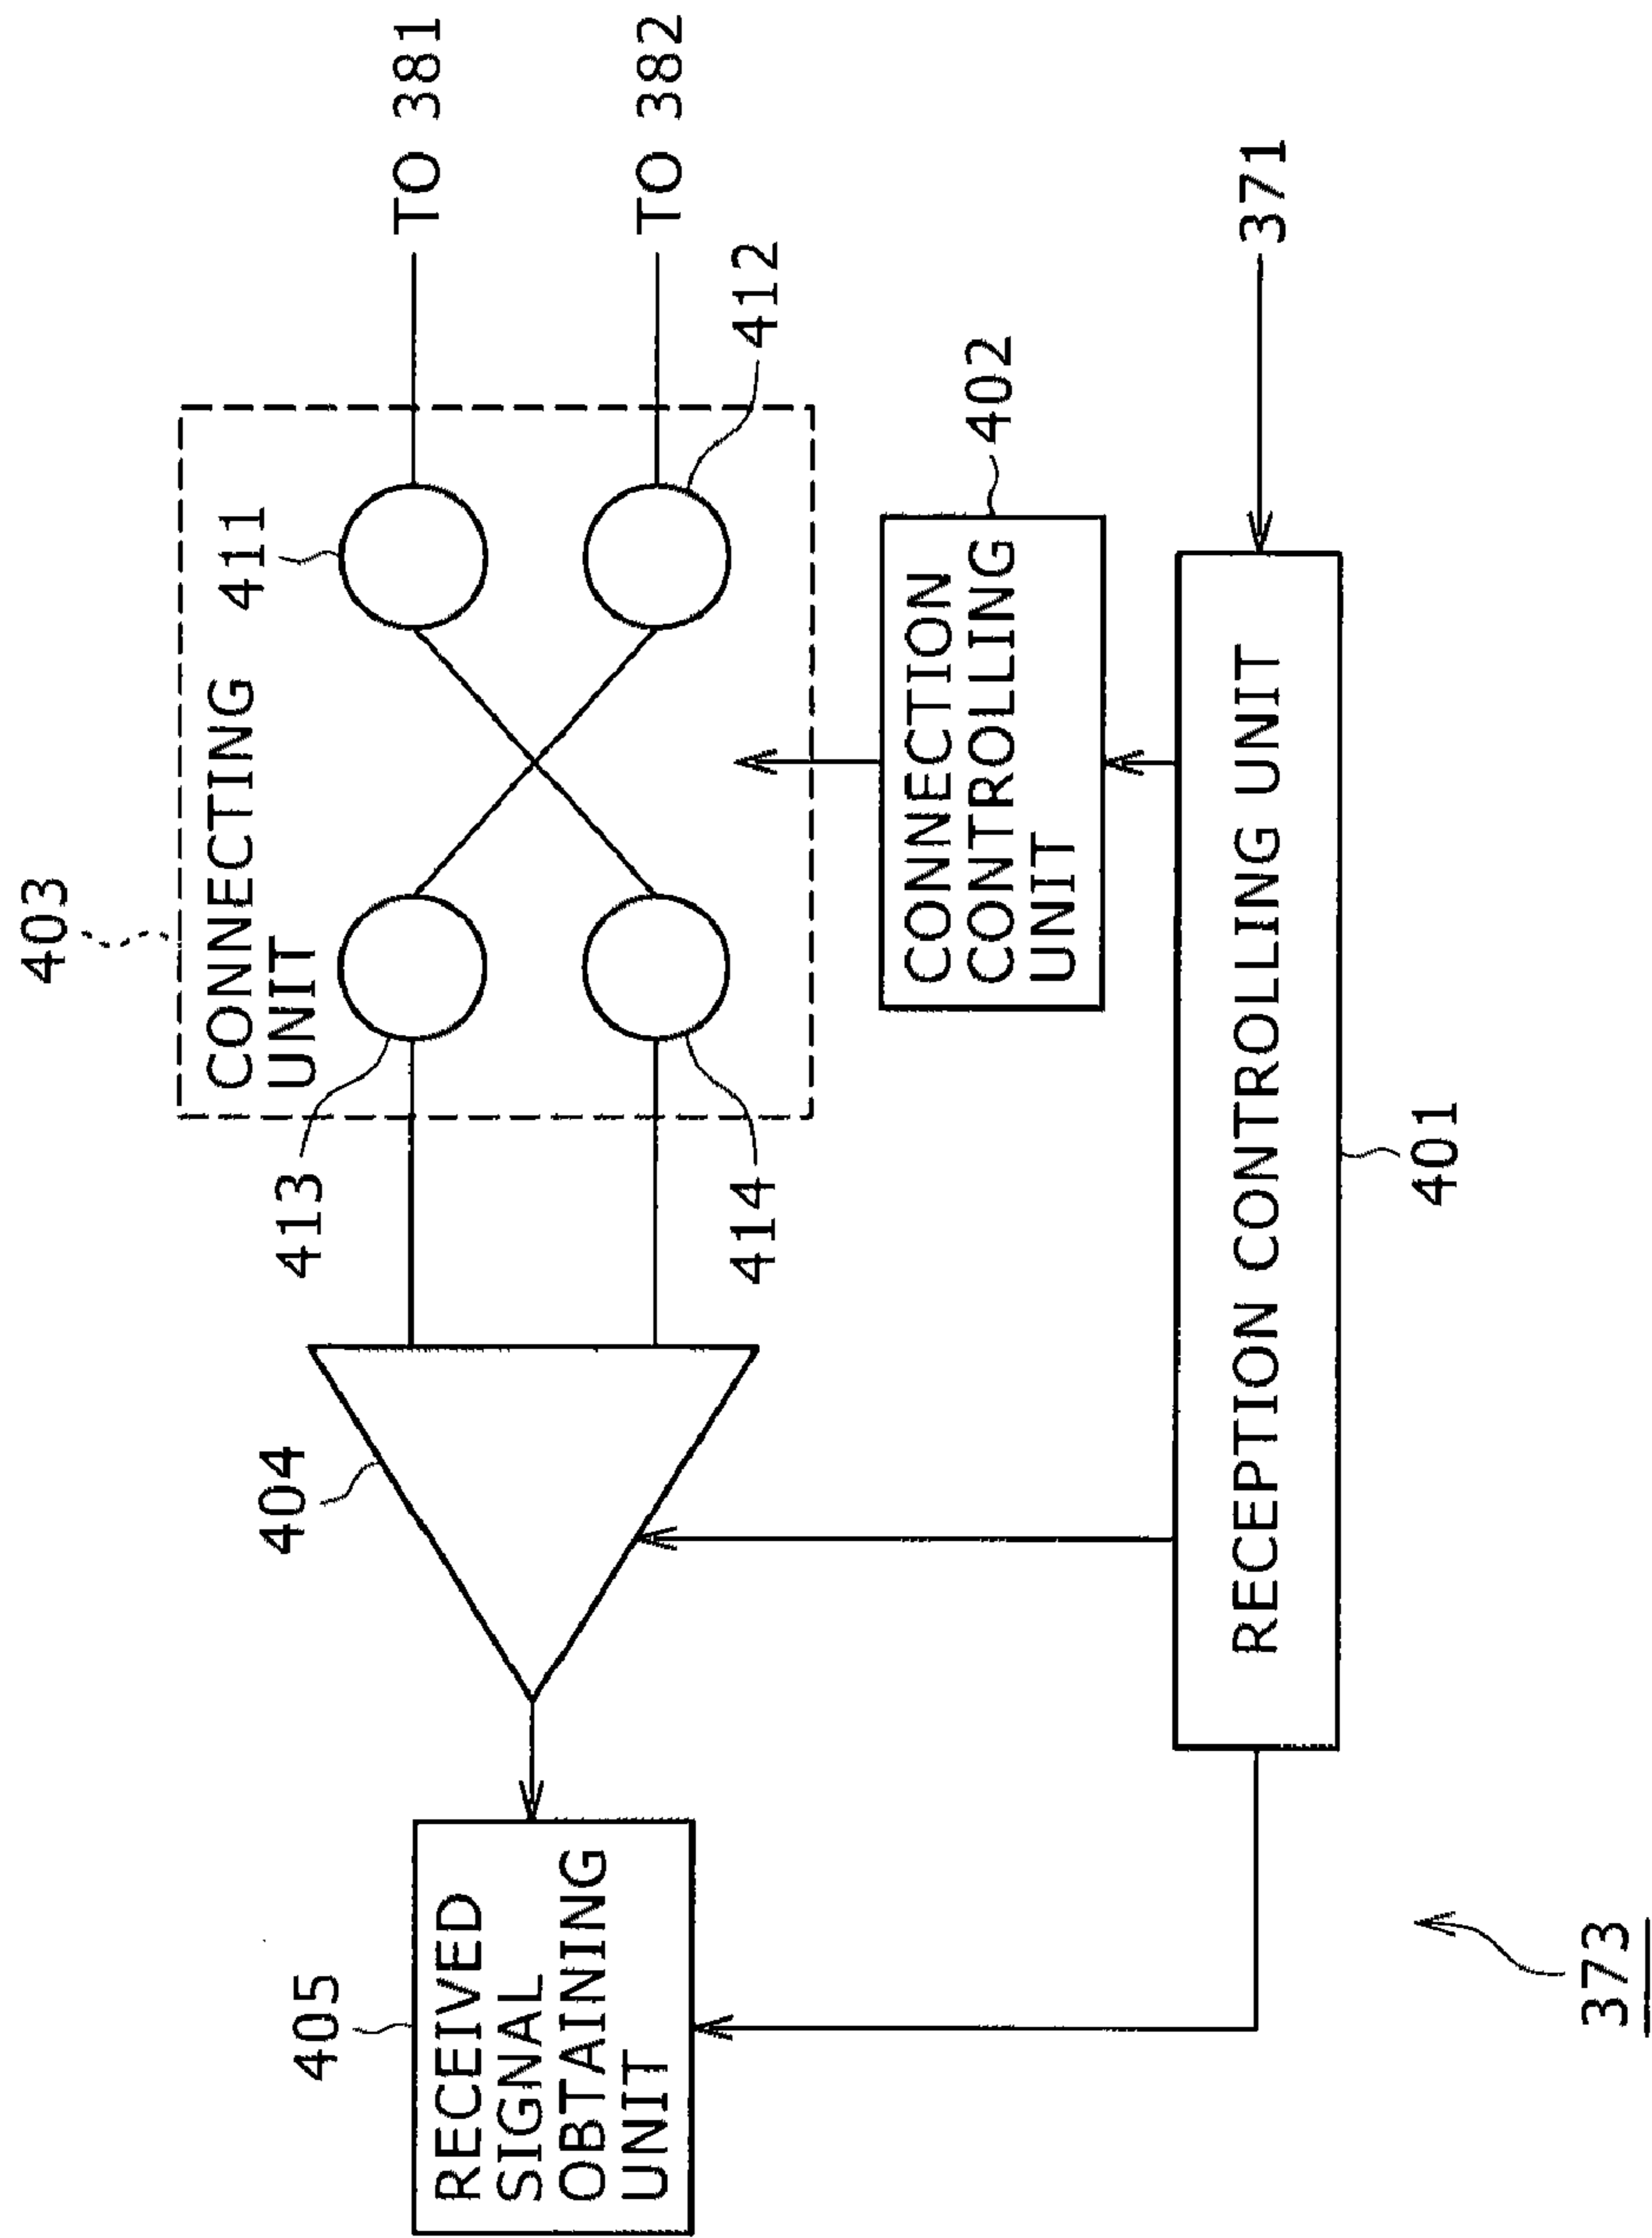 403
CONNECTING
UNIT
411
TO 381
413
TO 382
412
414
404
405
RECEIVED
SIGNAL
OBTAINING
UNIT
CONNECTION
CONTROLLING
UNIT
402
RECEPTION CONTROLLING UNIT
371
401
373